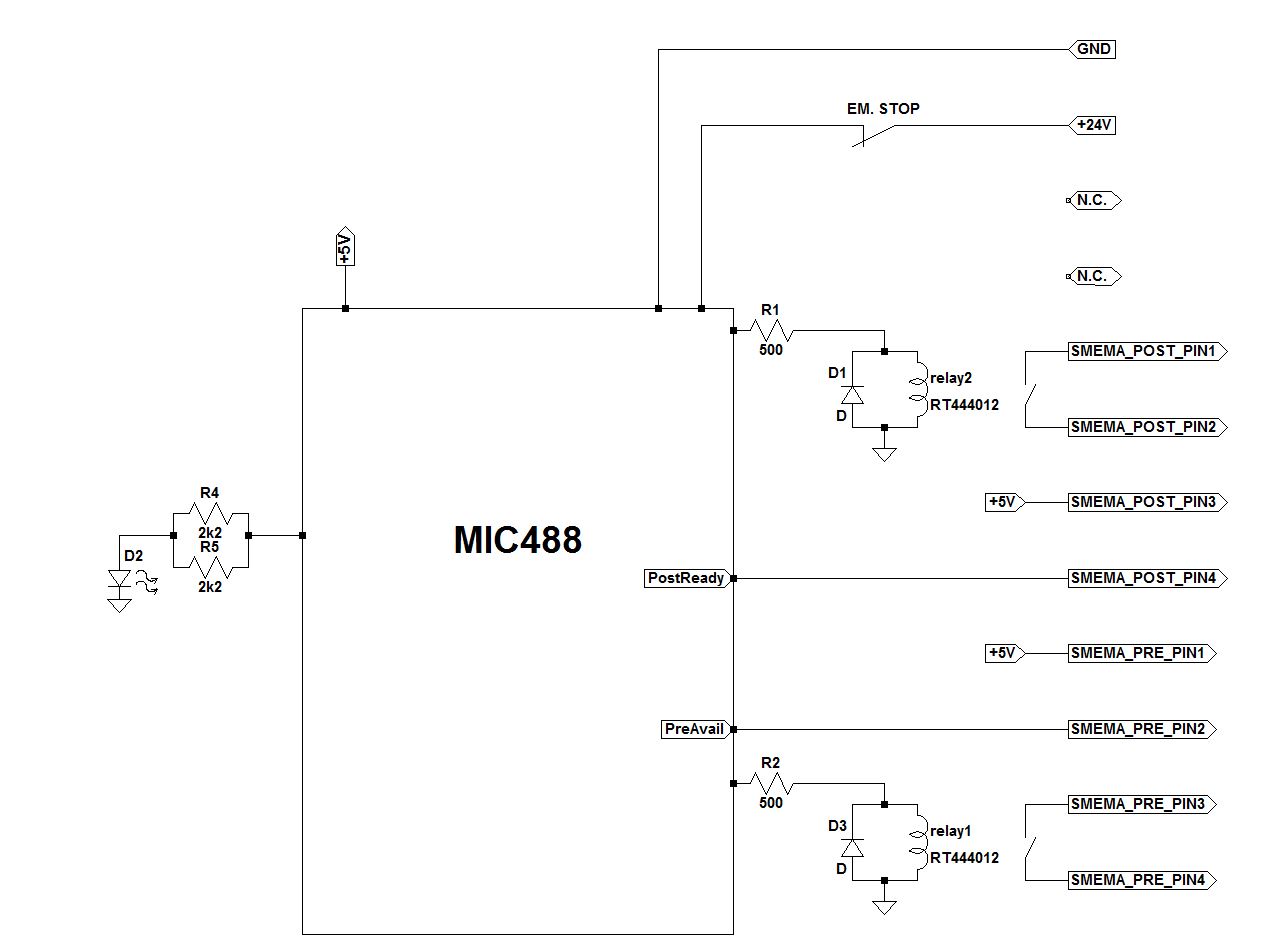 GND
EM. STOP
+24V
N.C.
+5V
N.C.
R1
500
SMEMA_POST_PIN1
D1
relay2
RT444012
D
SMEMA_POST_PIN2
R4
2k2
+5V
SMEMA_POST_PIN3
MIC488
R5
2k2
D2
PostReady
SMEMA_POST_PIN4
+5V
SMEMA_PRE_PIN1
PreAvail
SMEMA_PRE_PIN2
R2
500
SMEMA_PRE_PIN3
D3
relay1
RT444012
D
SMEMA_PRE_PIN4